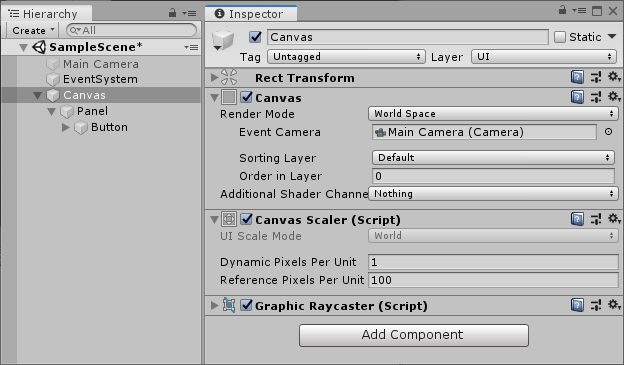 Hierarchy
Create
All
SampleScene*
Main Camera
EventSystem
Canvas
Panel
Button
Inspector
Canvas
Static
Tag Untagged Layer UI
Rect Transform
Canvas
Render Mode World Space
Event Camera Main Camera (Camera)
Sorting Layer Default
Order in Layer 0
Additional Shader Channe Nothing
Canvas Scaler (Script)
UI Scale Mode World
Dynamic Pixels Per Unit 1
Reference Pixels Per Unit 100
Graphic Raycaster (Script)
Add Component